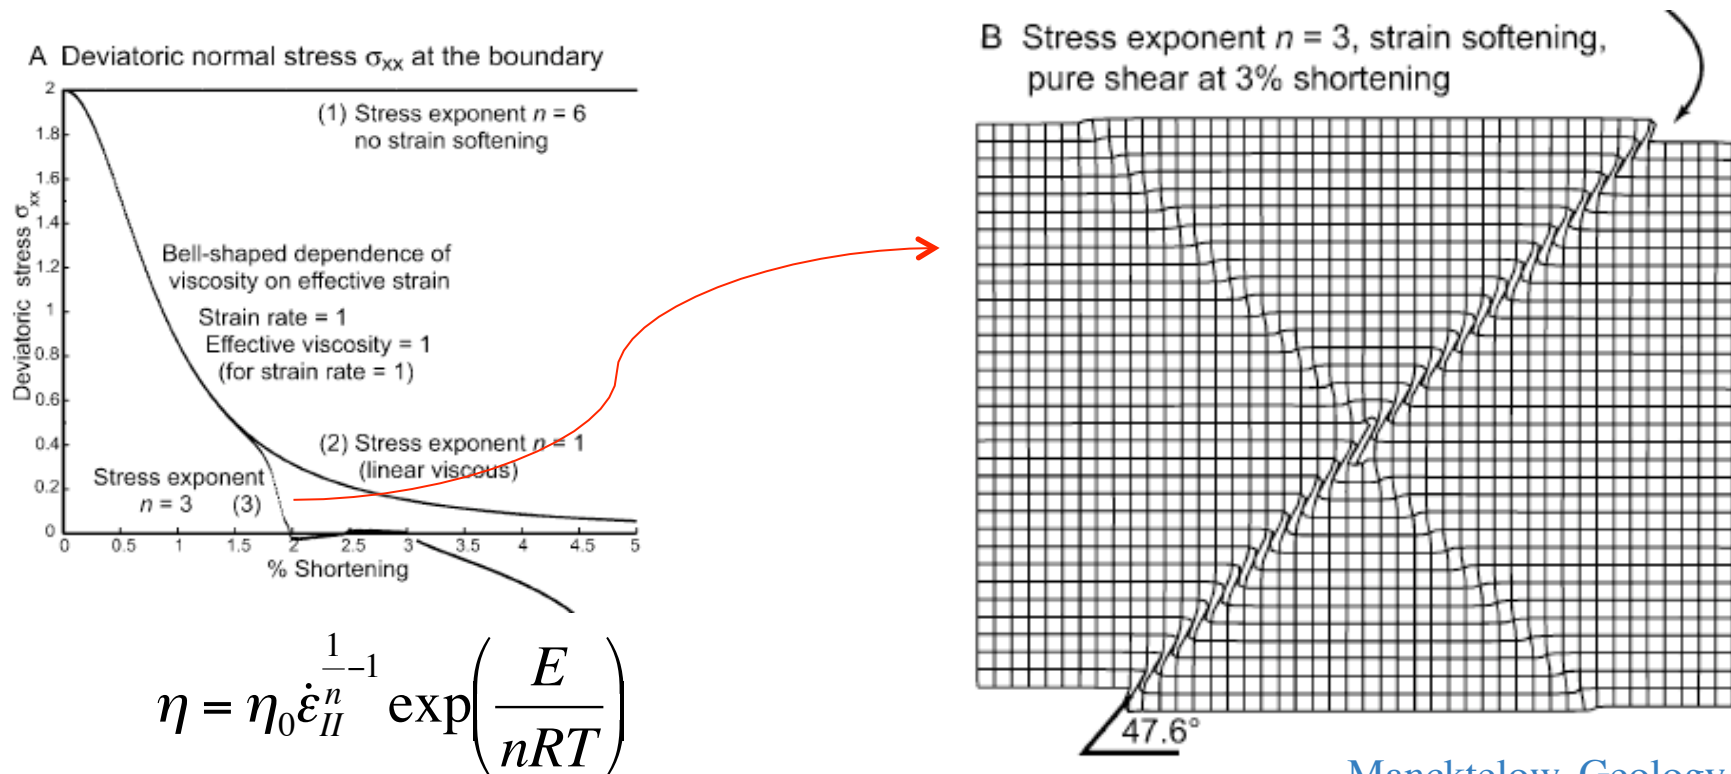 A Deviatoric normal stress σxx at the boundary
2
1.8
1.6
1.4
1.2
1
0.8
0.6
0.4
0.2
0
Deviatoric stress σxx
(1) Stress exponent n = 6
no strain softening
Bell-shaped dependence of
viscosity on effective strain
Strain rate = 1
Effective viscosity = 1
(for strain rate = 1)
(2) Stress exponent n = 1
(linear viscous)
Stress exponent
n = 3 (3)
0 0.5 1 1.5 2 2.5 3 3.5 4 4.5 5
% Shortening
η = η₀ ε̇_II^(1/n −1) exp(E/nRT)
B Stress exponent n = 3, strain softening,
pure shear at 3% shortening
47.6°
Mancktelow, Geology